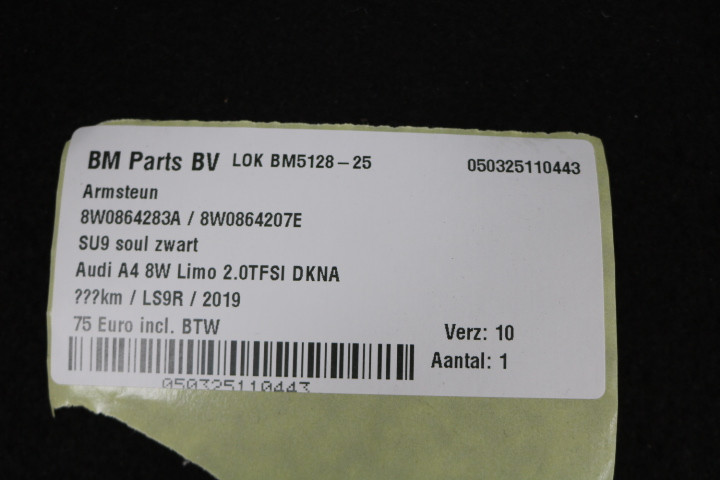 BM Parts BV LOK BM5128-25 050325110443
Armsteun
8W0864283A / 8W0864207E
SU9 soul zwart
Audi A4 8W Limo 2.0TFSI DKNA
???km / LS9R / 2019
75 Euro incl. BTW
Verz: 10
Aantal: 1
050325110443